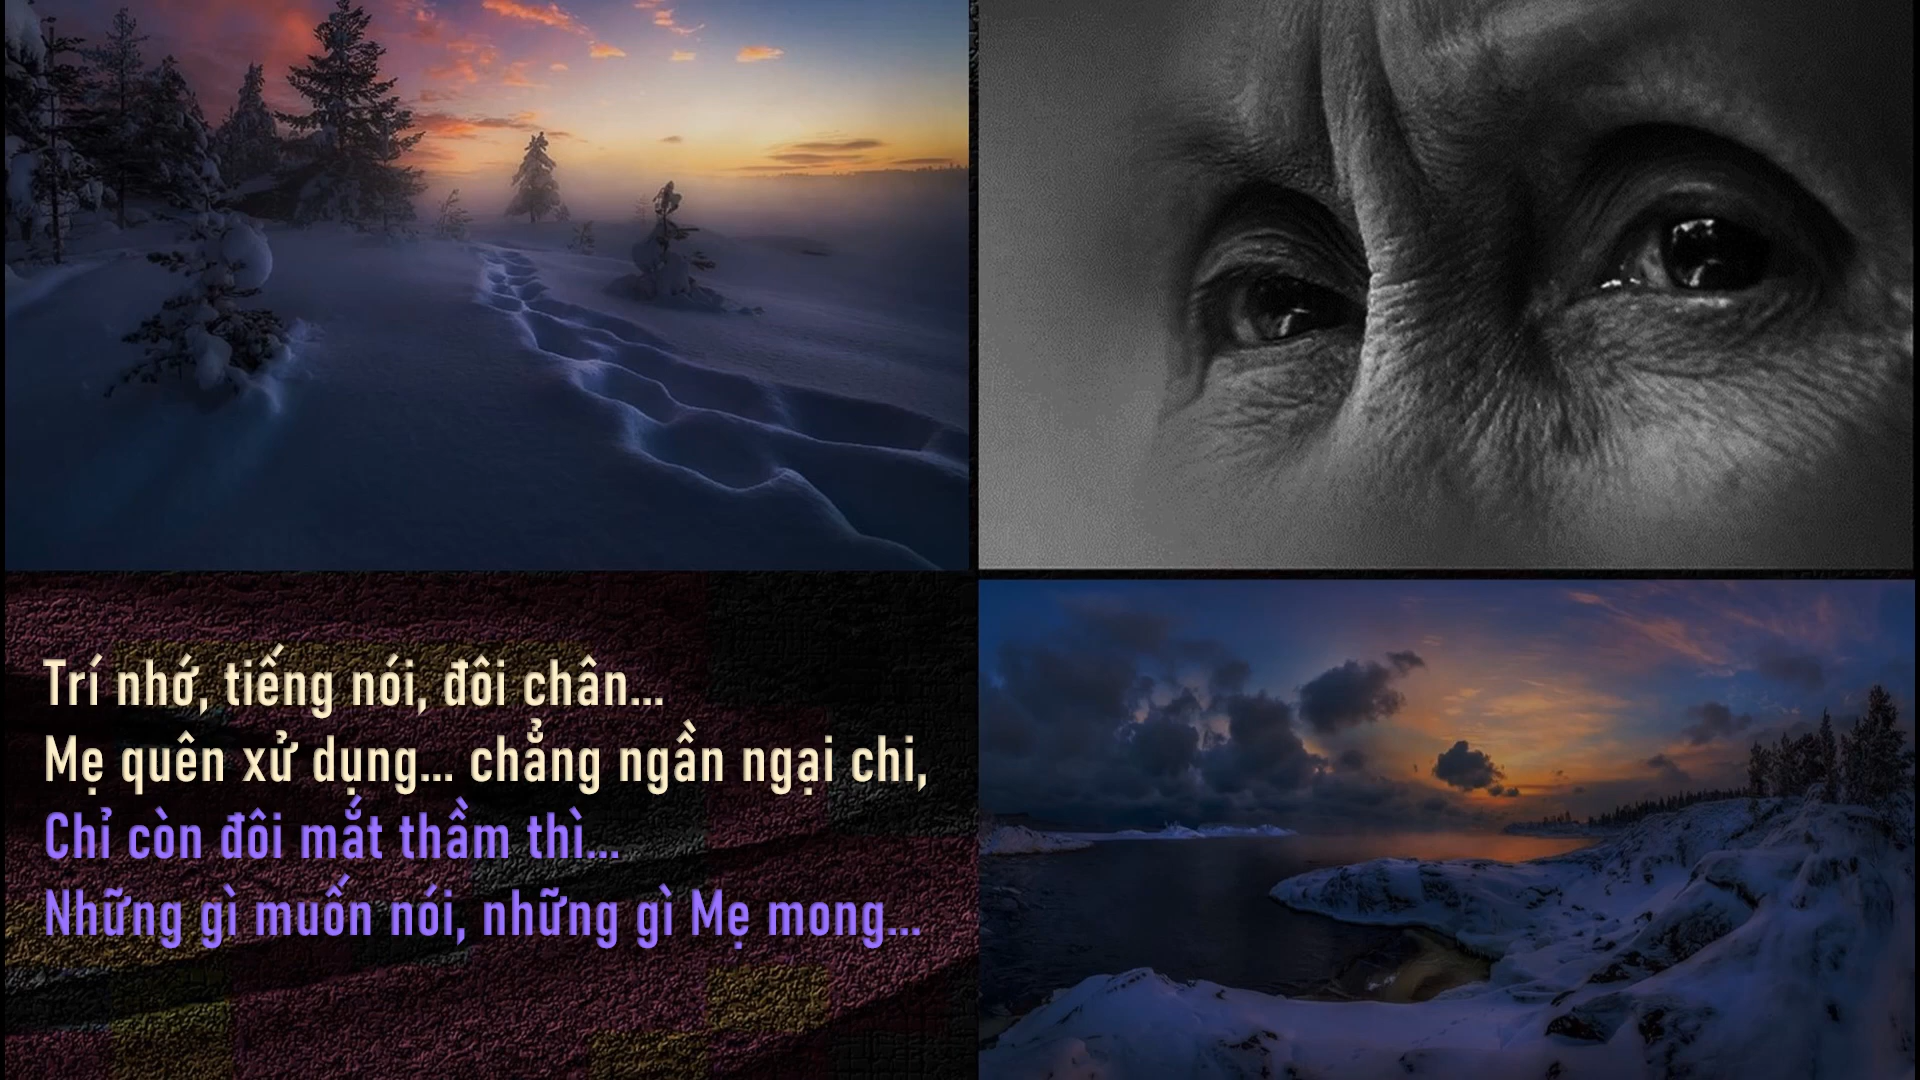 Trí nhớ, tiếng nói, đôi chân...
Mẹ quên xử dụng... chẳng ngần ngại chi,
Chỉ còn đôi mắt thầm thì...
Những gì muốn nói, những gì Mẹ mong...